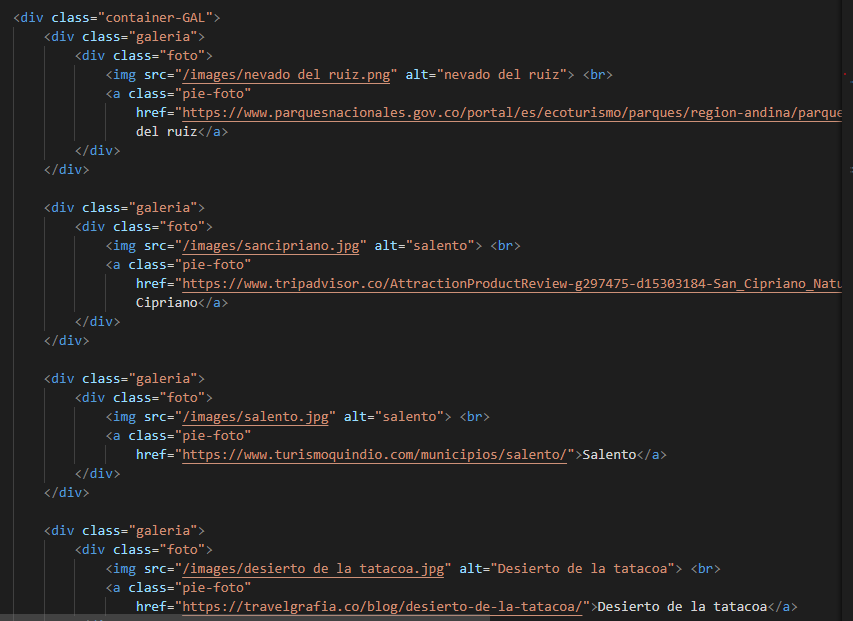 <div class="container-GAL">
<div class="galeria">
<div class="foto">
<img src="/images/nevado del ruiz.png" alt="nevado del ruiz"> <br>
<a class="pie-foto"
href="https://www.parquesnacionales.gov.co/portal/es/ecoturismo/parques/region-andina/parque
del ruiz</a>
</div>
</div>
<div class="galeria">
<div class="foto">
<img src="/images/sancipriano.jpg" alt="salento"> <br>
<a class="pie-foto"
href="https://www.tripadvisor.co/AttractionProductReview-g297475-d15303184-San_Cipriano_Natu
Cipriano</a>
</div>
</div>
<div class="galeria">
<div class="foto">
<img src="/images/salento.jpg" alt="salento"> <br>
<a class="pie-foto"
href="https://www.turismoquindio.com/municipios/salento/">Salento</a>
</div>
</div>
<div class="galeria">
<div class="foto">
<img src="/images/desierto de la tatacoa.jpg" alt="Desierto de la tatacoa"> <br>
<a class="pie-foto"
href="https://travelgrafia.co/blog/desierto-de-la-tatacoa/">Desierto de la tatacoa</a>